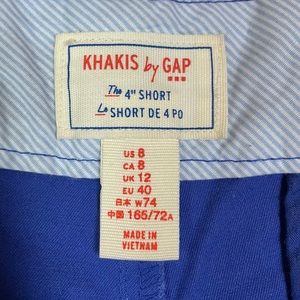 KHAKIS by GAP
The 4" SHORT
Le SHORT DE 4 PO
US 8
CA 8
UK 12
EU 40
日本 W74
中国 165/72A
MADE IN
VIETNAM